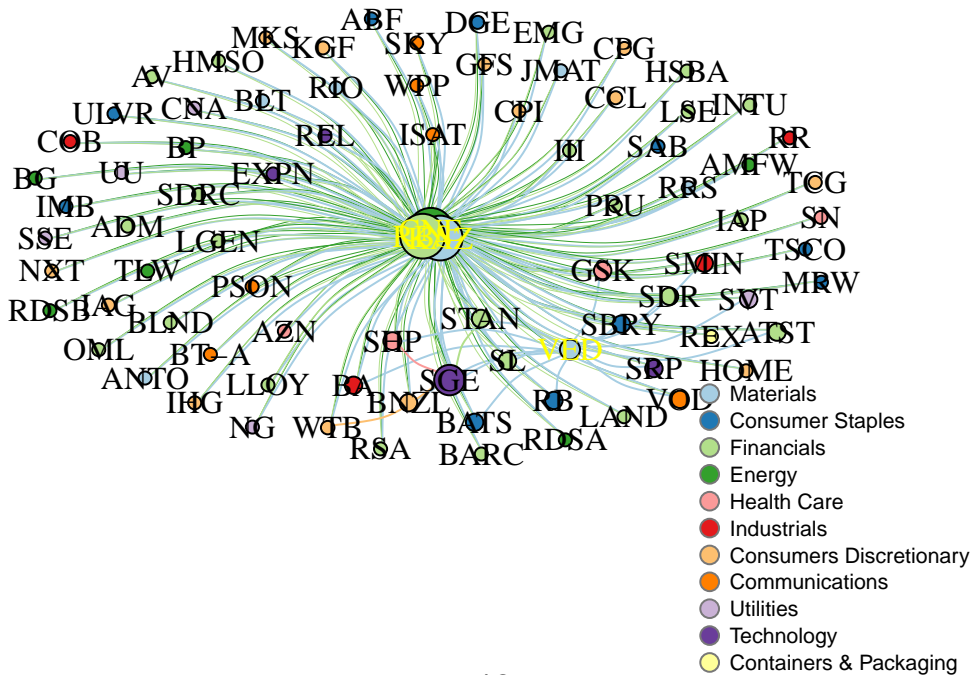 ABF
DGE
MKS
KGF
SKY
EMG
CPG
HMSO
GFS
JMAT
HSBA
AV
RIO
WPP
CCL
ULVR
CNA
BLT
CPI
LSE
INTU
COB
BP
REL
ISAT
III
SAB
RR
BG
UU
EXPN
RRS
AMFW
TCG
IMB
SDRC
PRU
SSE
ADM
LGEN
IAP
SN
NXT
TLW
GSK
SMIN
TSCO
RDSB
IAG
PSON
SDR
SVT
MRW
BLND
AZN
STAN
SBRY
REX
ATST
OML
BT−A
SHP
SL
VED
ANTO
LLOY
BA
SGE
SRP
HOME
IHG
BNZL
RB
VOD
NG
WTB
BATS
LAND
RSA
BARC
RDSA
Materials
Consumer Staples
Financials
Energy
Health Care
Industrials
Consumers Discretionary
Communications
Utilities
Technology
Containers & Packaging